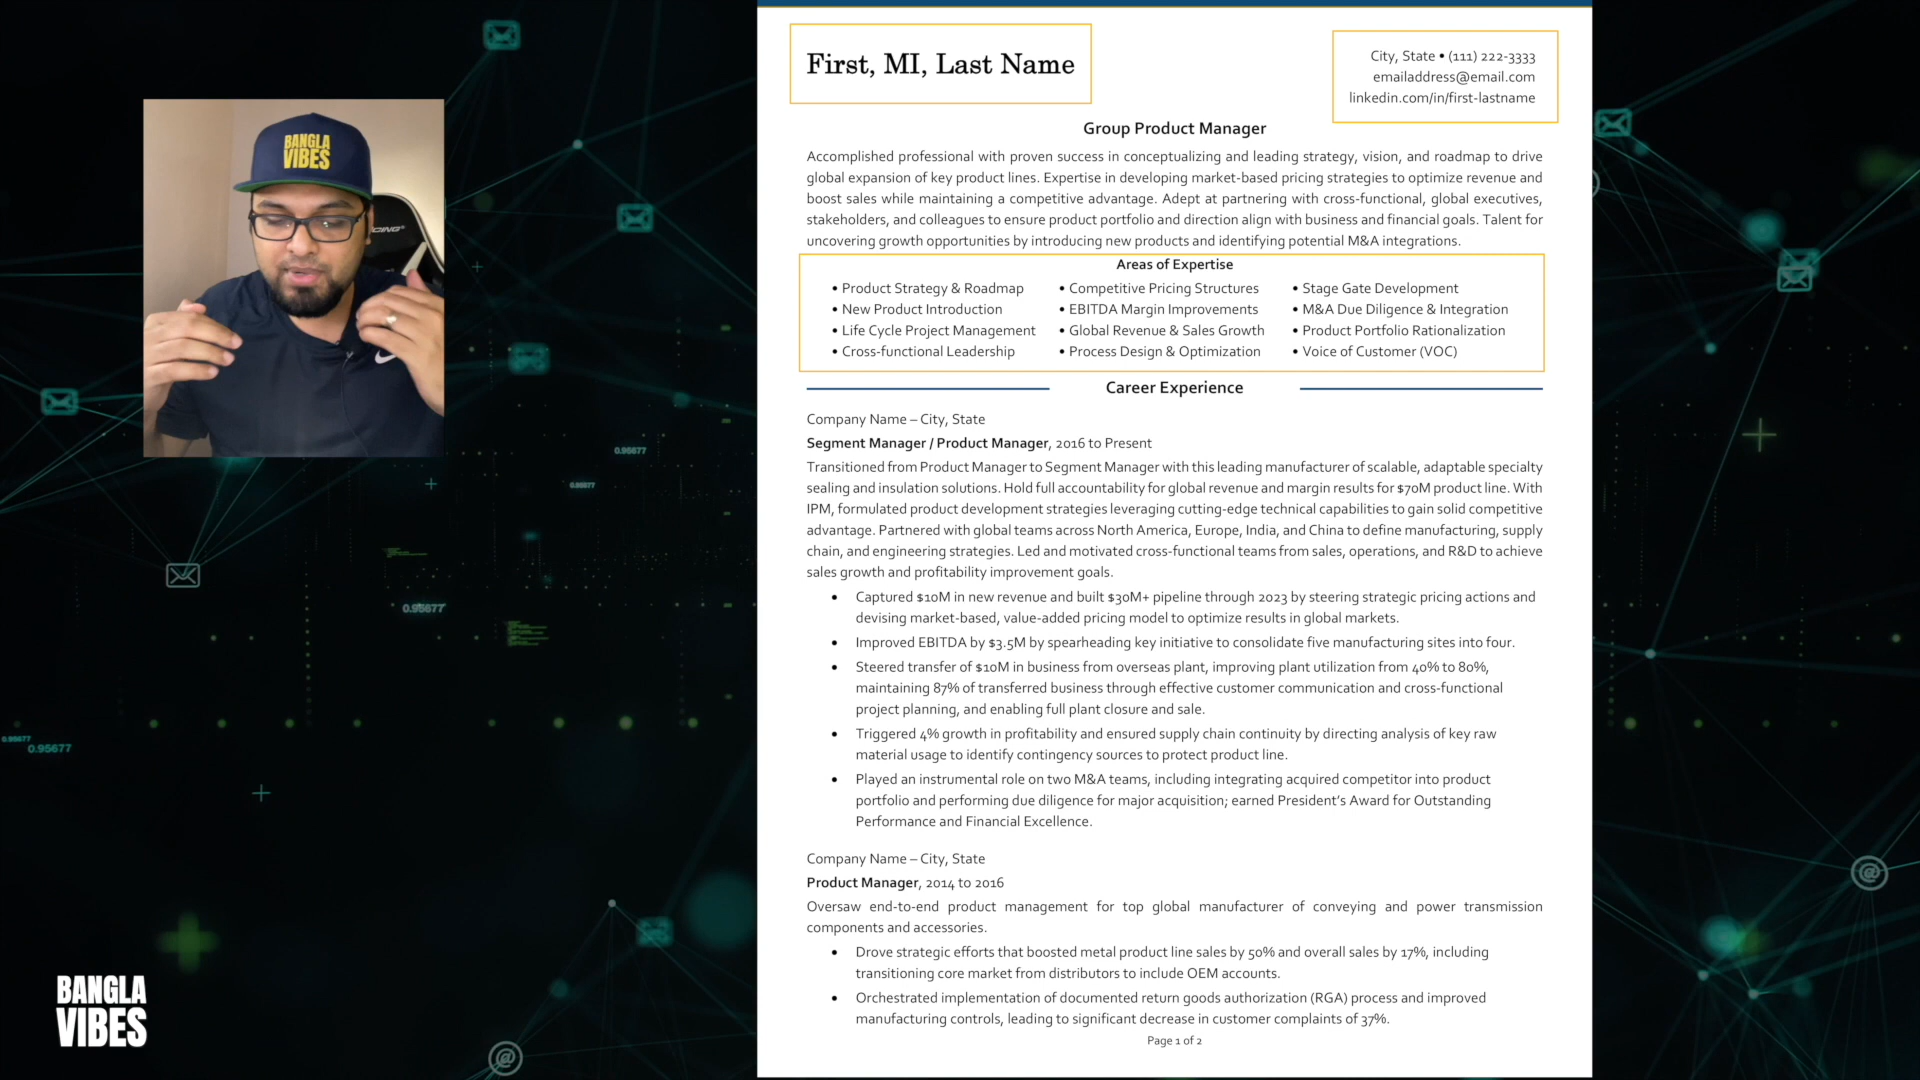 BANGLA
VIBES
CING
First, MI, Last Name
City, State • (111) 222-3333
emailaddress@email.com
linkedin.com/in/first-lastname
Group Product Manager
Accomplished professional with proven success in conceptualizing and leading strategy, vision, and roadmap to drive
global expansion of key product lines. Expertise in developing market-based pricing strategies to optimize revenue and
boost sales while maintaining a competitive advantage. Adept at partnering with cross-functional, global executives,
stakeholders, and colleagues to ensure product portfolio and direction align with business and financial goals. Talent for
uncovering growth opportunities by introducing new products and identifying potential M&A integrations.
Areas of Expertise
• Product Strategy & Roadmap
• New Product Introduction
• Life Cycle Project Management
• Cross-functional Leadership
• Competitive Pricing Structures
• EBITDA Margin Improvements
• Global Revenue & Sales Growth
• Process Design & Optimization
• Stage Gate Development
• M&A Due Diligence & Integration
• Product Portfolio Rationalization
• Voice of Customer (VOC)
Career Experience
Company Name – City, State
Segment Manager / Product Manager, 2016 to Present
Transitioned from Product Manager to Segment Manager with this leading manufacturer of scalable, adaptable specialty
sealing and insulation solutions. Hold full accountability for global revenue and margin results for $70M product line. With
IPM, formulated product development strategies leveraging cutting-edge technical capabilities to gain solid competitive
advantage. Partnered with global teams across North America, Europe, India, and China to define manufacturing, supply
chain, and engineering strategies. Led and motivated cross-functional teams from sales, operations, and R&D to achieve
sales growth and profitability improvement goals.
• Captured $10M in new revenue and built $30M+ pipeline through 2023 by steering strategic pricing actions and
devising market-based, value-added pricing model to optimize results in global markets.
• Improved EBITDA by $3.5M by spearheading key initiative to consolidate five manufacturing sites into four.
• Steered transfer of $10M in business from overseas plant, improving plant utilization from 40% to 80%,
maintaining 87% of transferred business through effective customer communication and cross-functional
project planning, and enabling full plant closure and sale.
• Triggered 4% growth in profitability and ensured supply chain continuity by directing analysis of key raw
material usage to identify contingency sources to protect product line.
• Played an instrumental role on two M&A teams, including integrating acquired competitor into product
portfolio and performing due diligence for major acquisition; earned President's Award for Outstanding
Performance and Financial Excellence.
Company Name – City, State
Product Manager, 2014 to 2016
Oversaw end-to-end product management for top global manufacturer of conveying and power transmission
components and accessories.
• Drove strategic efforts that boosted metal product line sales by 50% and overall sales by 17%, including
transitioning core market from distributors to include OEM accounts.
• Orchestrated implementation of documented return goods authorization (RGA) process and improved
manufacturing controls, leading to significant decrease in customer complaints of 37%.
Page 1 of 2
0.95677
0.95677
0.95677
0.95677
0.95677
BANGLA
VIBES